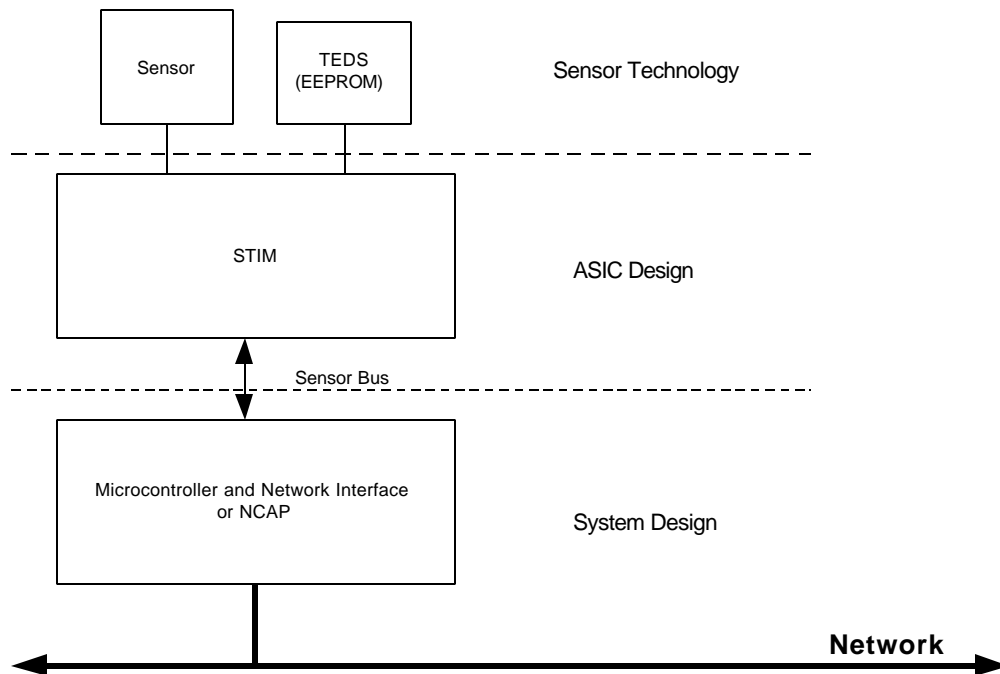 Sensor
TEDS
(EEPROM)
Sensor Technology
STIM
ASIC Design
Sensor Bus
Microcontroller and Network Interface
or NCAP
System Design
Network